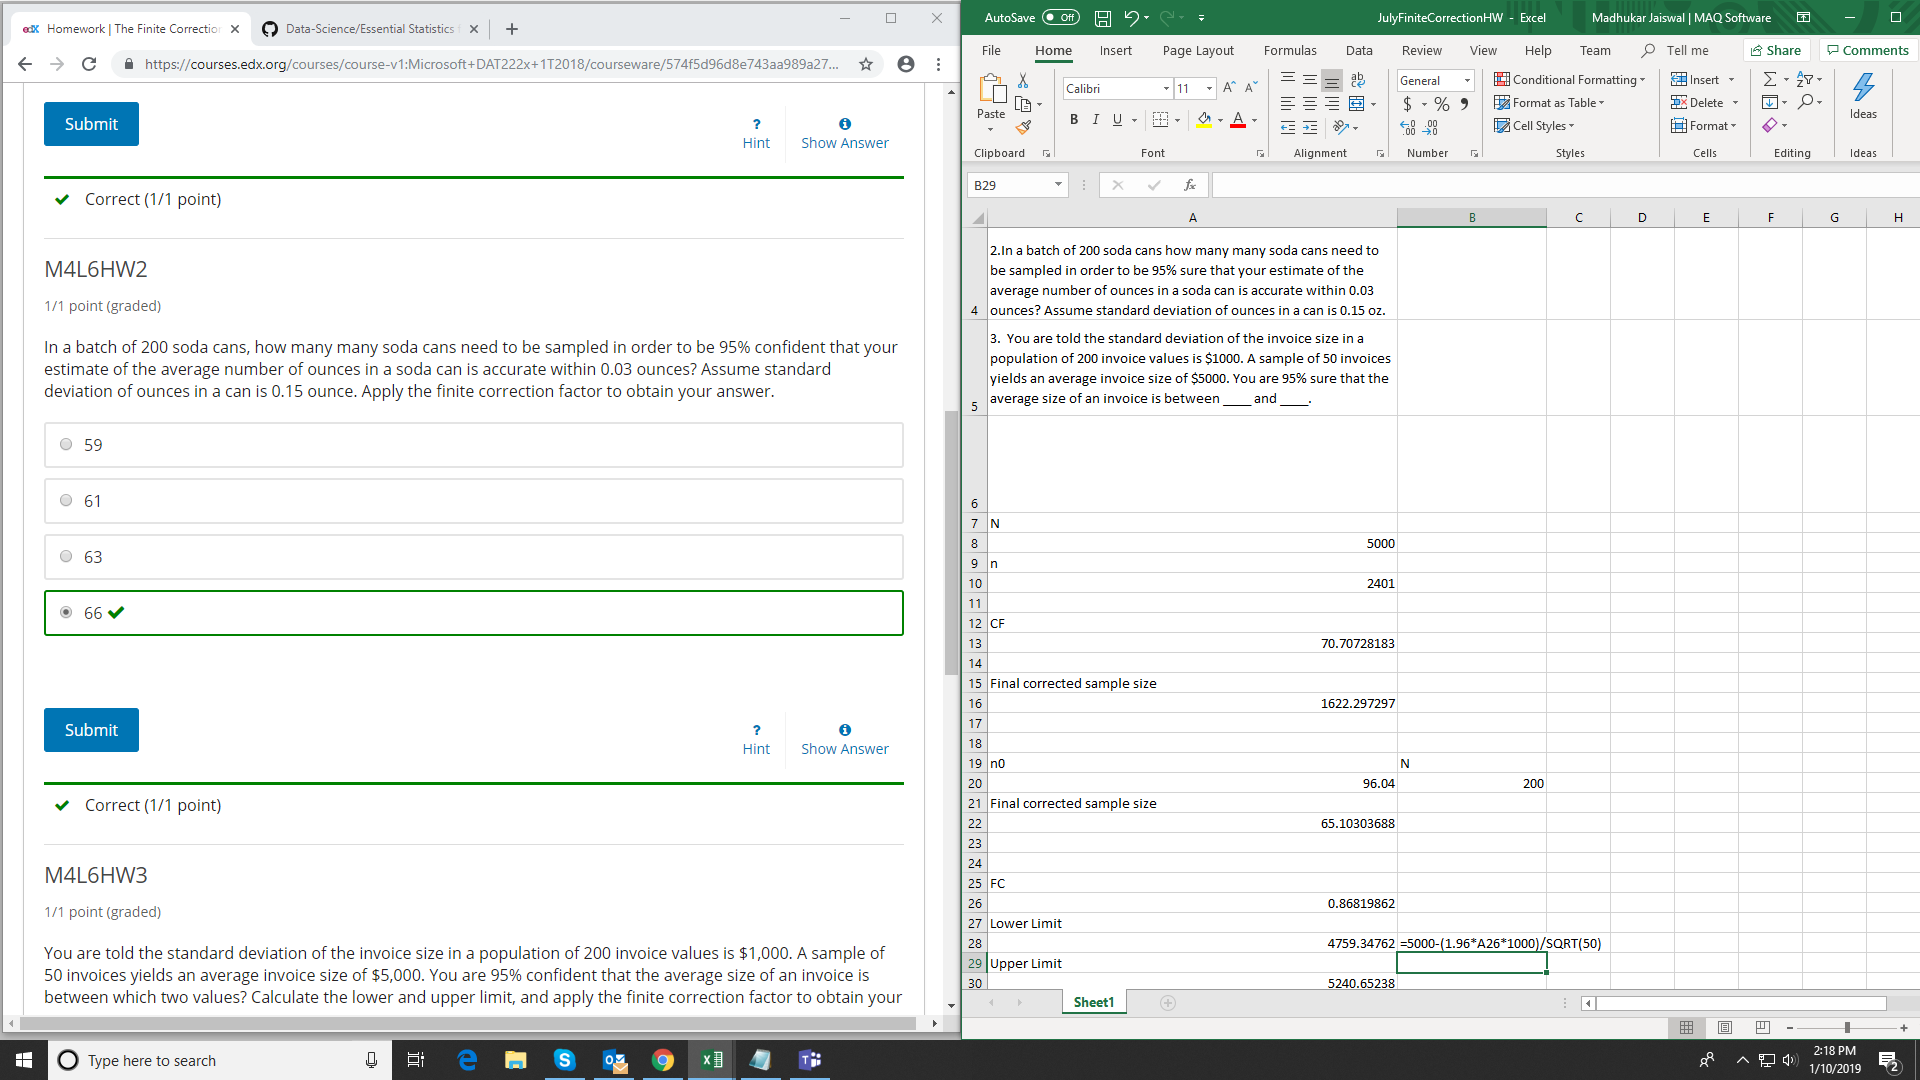 Homework | The Finite Correction
Data-Science/Essential Statistics
https://courses.edx.org/courses/course-v1:Microsoft+DAT222x+1T2018/courseware/574f5d96d8e743aa989a27...
Submit
? Hint
Show Answer
Correct (1/1 point)
M4L6HW2
1/1 point (graded)
In a batch of 200 soda cans, how many many soda cans need to be sampled in order to be 95% confident that your
estimate of the average number of ounces in a soda can is accurate within 0.03 ounces? Assume standard
deviation of ounces in a can is 0.15 ounce. Apply the finite correction factor to obtain your answer.
59
61
63
66
Submit
? Hint
Show Answer
Correct (1/1 point)
M4L6HW3
1/1 point (graded)
You are told the standard deviation of the invoice size in a population of 200 invoice values is $1,000. A sample of
50 invoices yields an average invoice size of $5,000. You are 95% confident that the average size of an invoice is
between which two values? Calculate the lower and upper limit, and apply the finite correction factor to obtain your
AutoSave Off
JulyFiniteCorrectionHW - Excel
Madhukar Jaiswal | MAQ Software
File Home Insert Page Layout Formulas Data Review View Help Team Tell me Share Comments
Paste
Calibri 11
B I U
General
$ % 9
Conditional Formatting
Format as Table
Cell Styles
Insert
Delete
Format
Ideas
Clipboard Font Alignment Number Styles Cells Editing Ideas
B29
fx
A B C D E F G H
2.In a batch of 200 soda cans how many many soda cans need to
be sampled in order to be 95% sure that your estimate of the
average number of ounces in a soda can is accurate within 0.03
4 ounces? Assume standard deviation of ounces in a can is 0.15 oz.
3. You are told the standard deviation of the invoice size in a
population of 200 invoice values is $1000. A sample of 50 invoices
yields an average invoice size of $5000. You are 95% sure that the
5 average size of an invoice is between ____ and ____.
6
7 N
8 5000
9 n
10 2401
11
12 CF
13 70.70728183
14
15 Final corrected sample size
16 1622.297297
17
18
19 n0 N
20 96.04 200
21 Final corrected sample size
22 65.10303688
23
24
25 FC
26 0.86819862
27 Lower Limit
28 4759.34762 =5000-(1.96*A26*1000)/SQRT(50)
29 Upper Limit
30 5240.65238
Sheet1
Type here to search
2:18 PM
1/10/2019
2